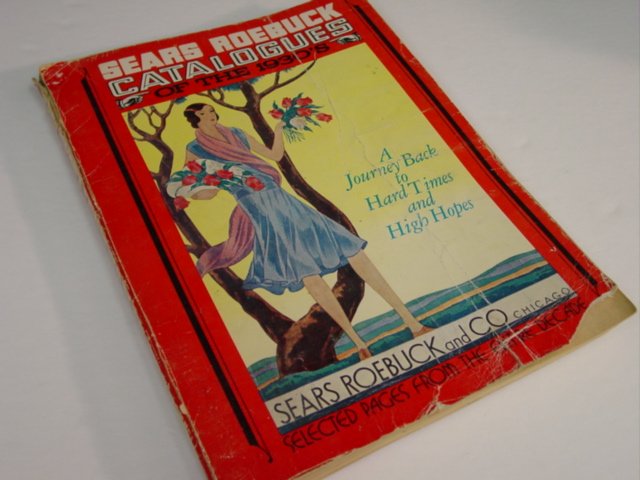 SEARS ROEBUCK
CATALOGUES
OF THE 1930'S
A
Journey Back
to
Hard Times
and
High Hopes
SEARS ROEBUCK and CO. CHICAGO
SELECTED PAGES FROM THE ENTIRE DECADE